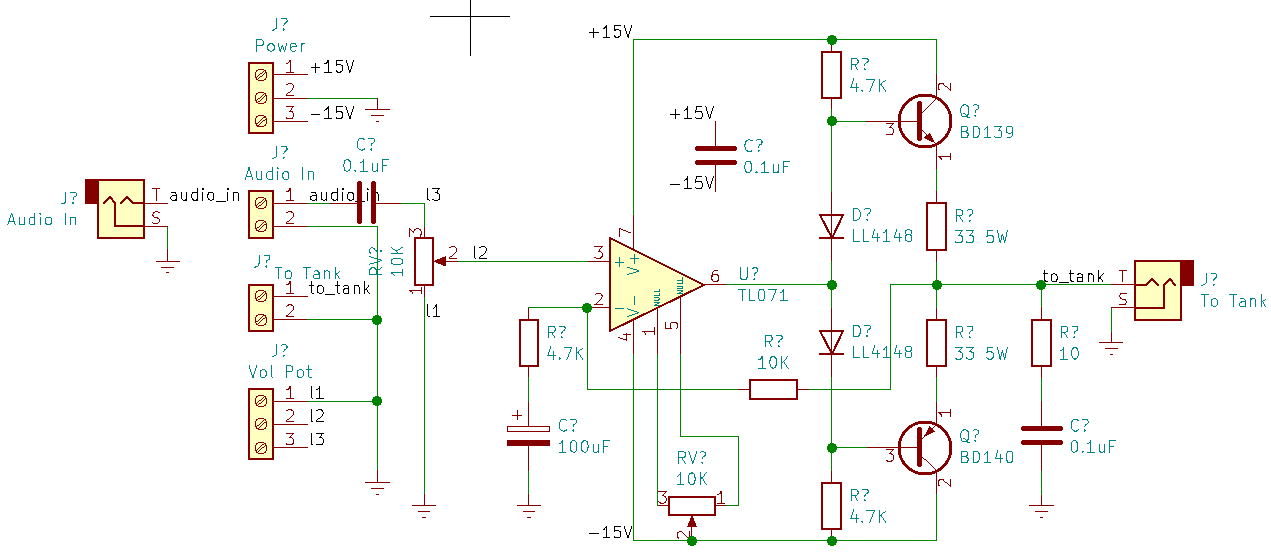 J?
Power
1
+15V
2
3
-15V
J?
Audio In
T
S
audio_in
J?
Audio In
1
2
audio_in
C?
0.1uF
l3
J?
To Tank
1
to_tank
2
J?
Vol Pot
1
l1
2
l2
3
l3
RV?
10K
3
2
1
l2
l1
+15V
-15V
3
2
7
4
1
5
6
+
-
V+
V-
NULL
NULL
U?
TL071
R?
4.7K
+
C?
100uF
R?
10K
RV?
10K
3
1
2
+15V
-15V
C?
0.1uF
R?
4.7K
D?
LL4148
D?
LL4148
R?
4.7K
Q?
BD139
2
3
1
R?
33 5W
R?
33 5W
Q?
BD140
1
3
2
to_tank
R?
10
C?
0.1uF
T
S
J?
To Tank